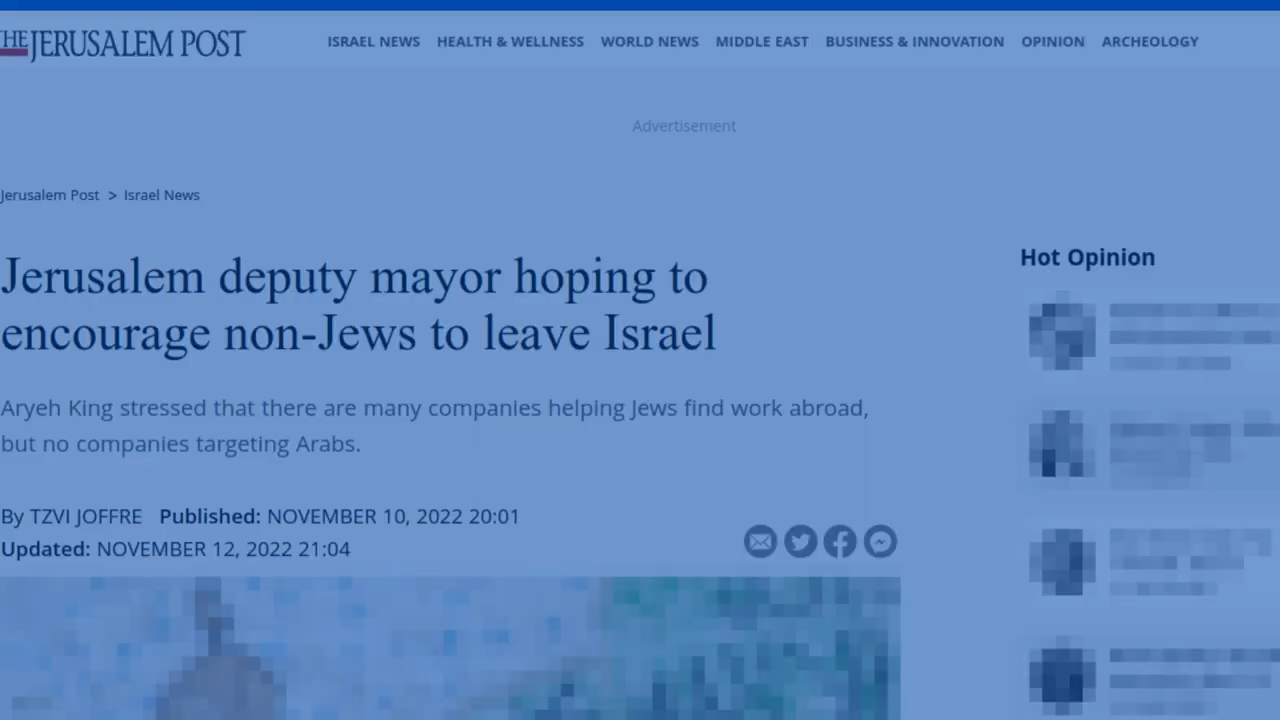 THE JERUSALEM POST
ISRAEL NEWS HEALTH & WELLNESS WORLD NEWS MIDDLE EAST BUSINESS & INNOVATION OPINION ARCHEOLOGY
Advertisement
Jerusalem Post > Israel News
Jerusalem deputy mayor hoping to
encourage non-Jews to leave Israel
Aryeh King stressed that there are many companies helping Jews find work abroad,
but no companies targeting Arabs.
By TZVI JOFFRE Published: NOVEMBER 10, 2022 20:01
Updated: NOVEMBER 12, 2022 21:04
Hot Opinion